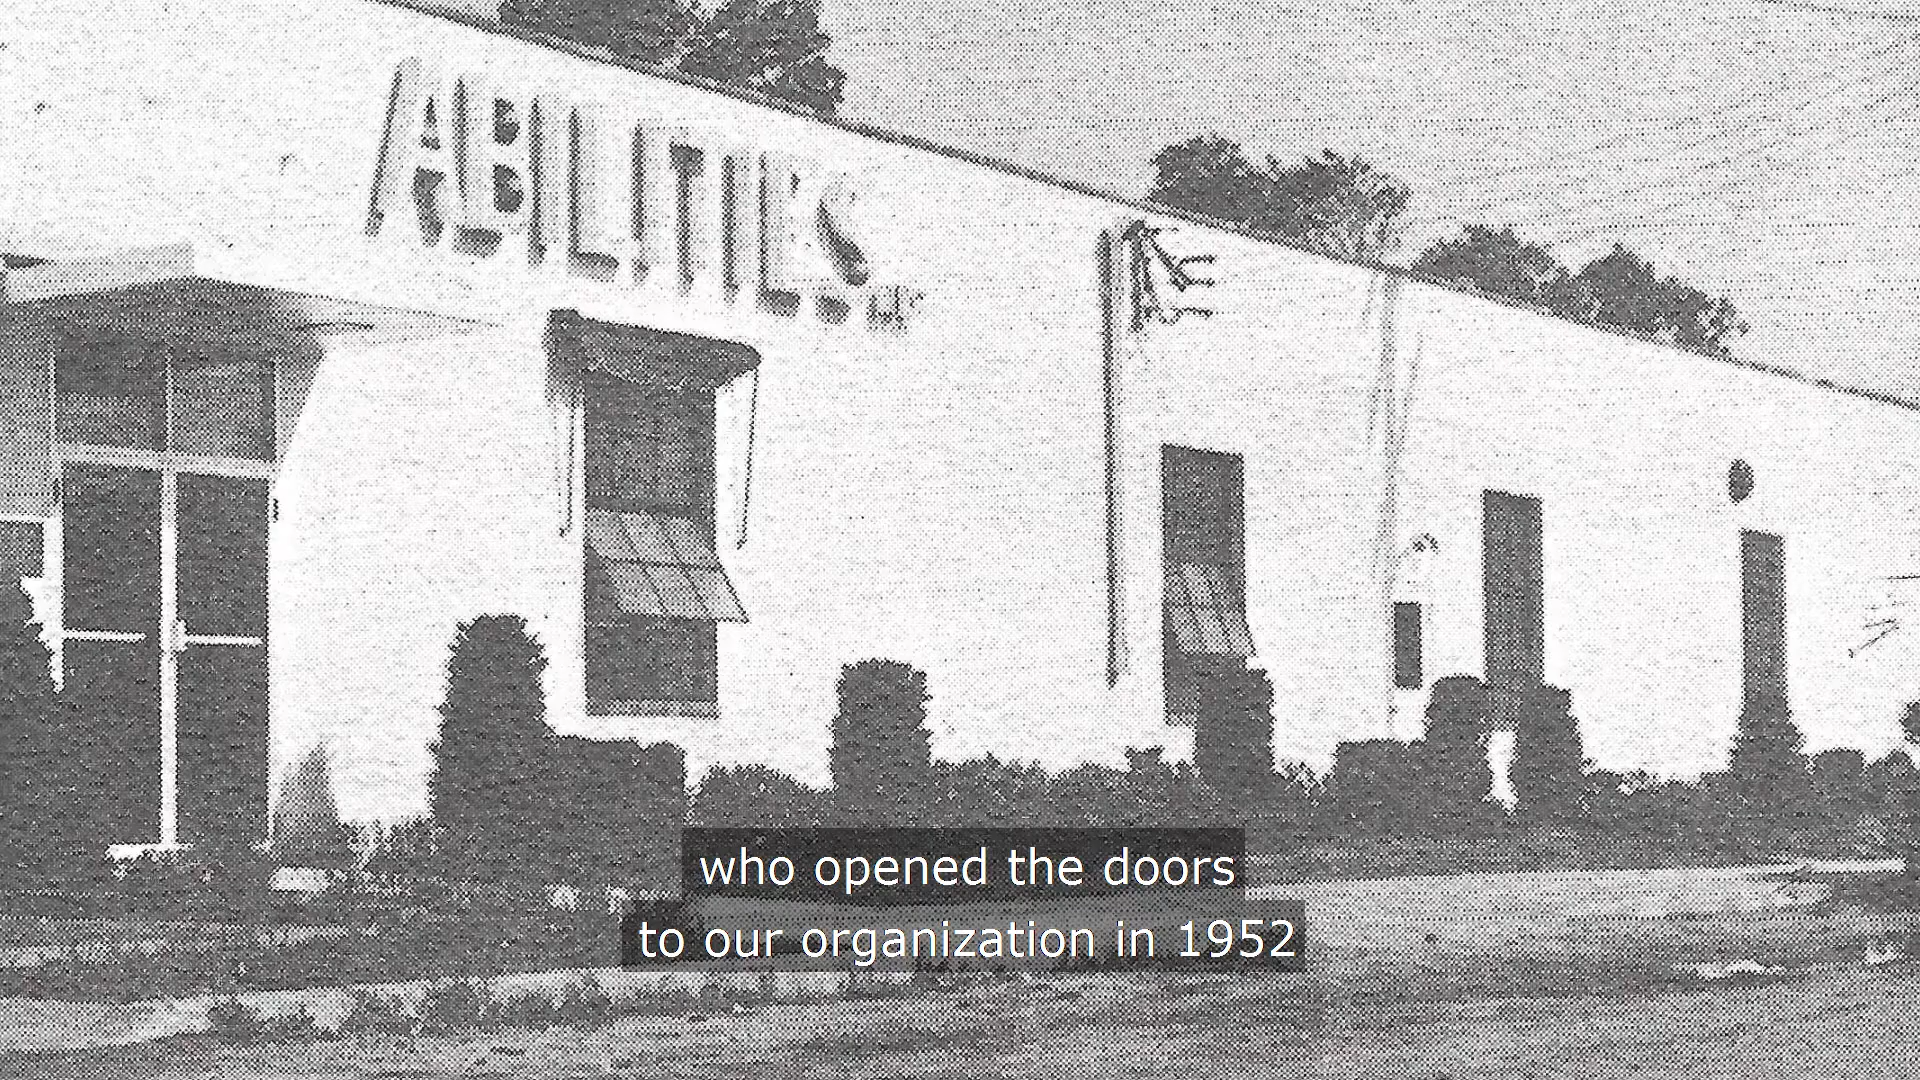 ABILITIES
who opened the doors
to our organization in 1952